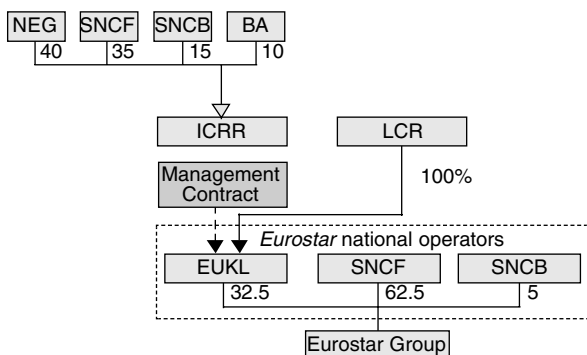 NEG SNCF SNCB BA
40 35 15 10
ICRR LCR
Management
Contract
100%
Eurostar national operators
EUKL SNCF SNCB
32.5 62.5 5
Eurostar Group